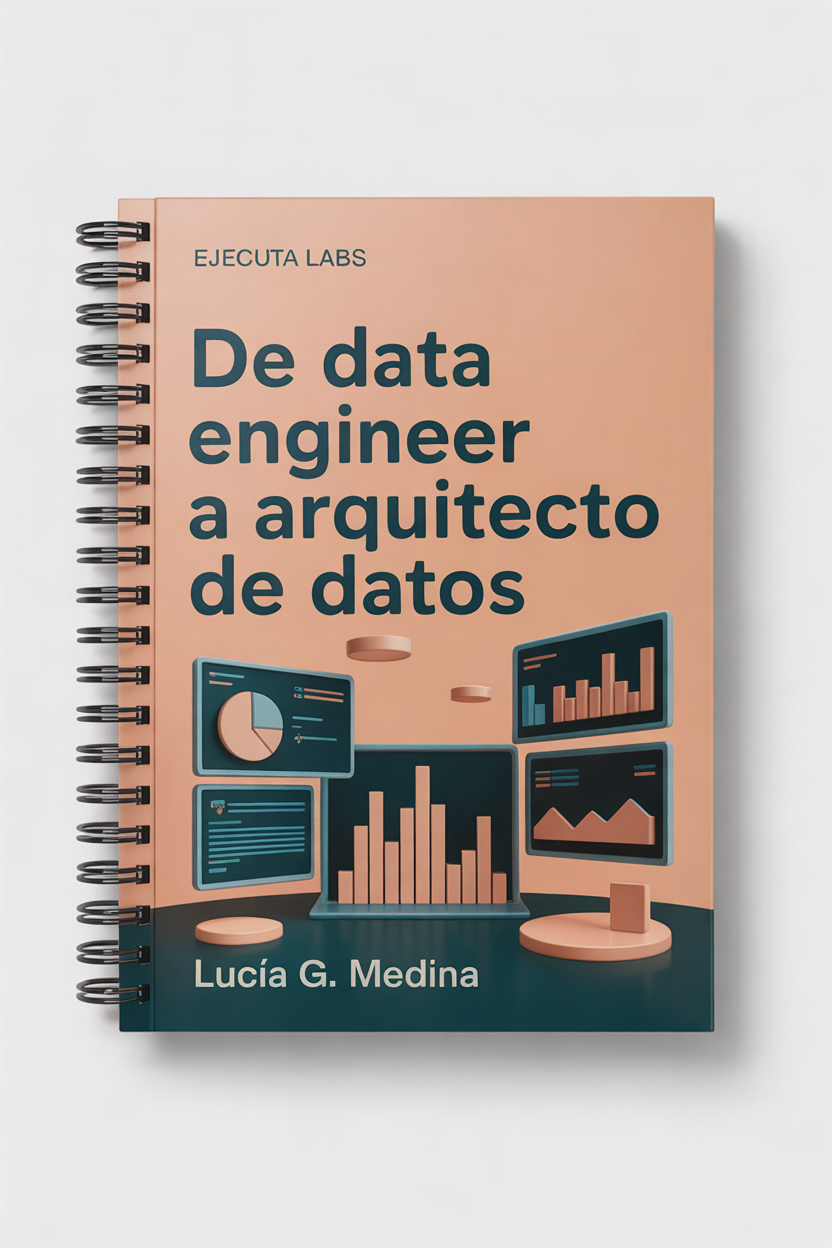 EJECUTA LABS
De data
engineer
a arquitecto
de datos
Lucía G. Medina